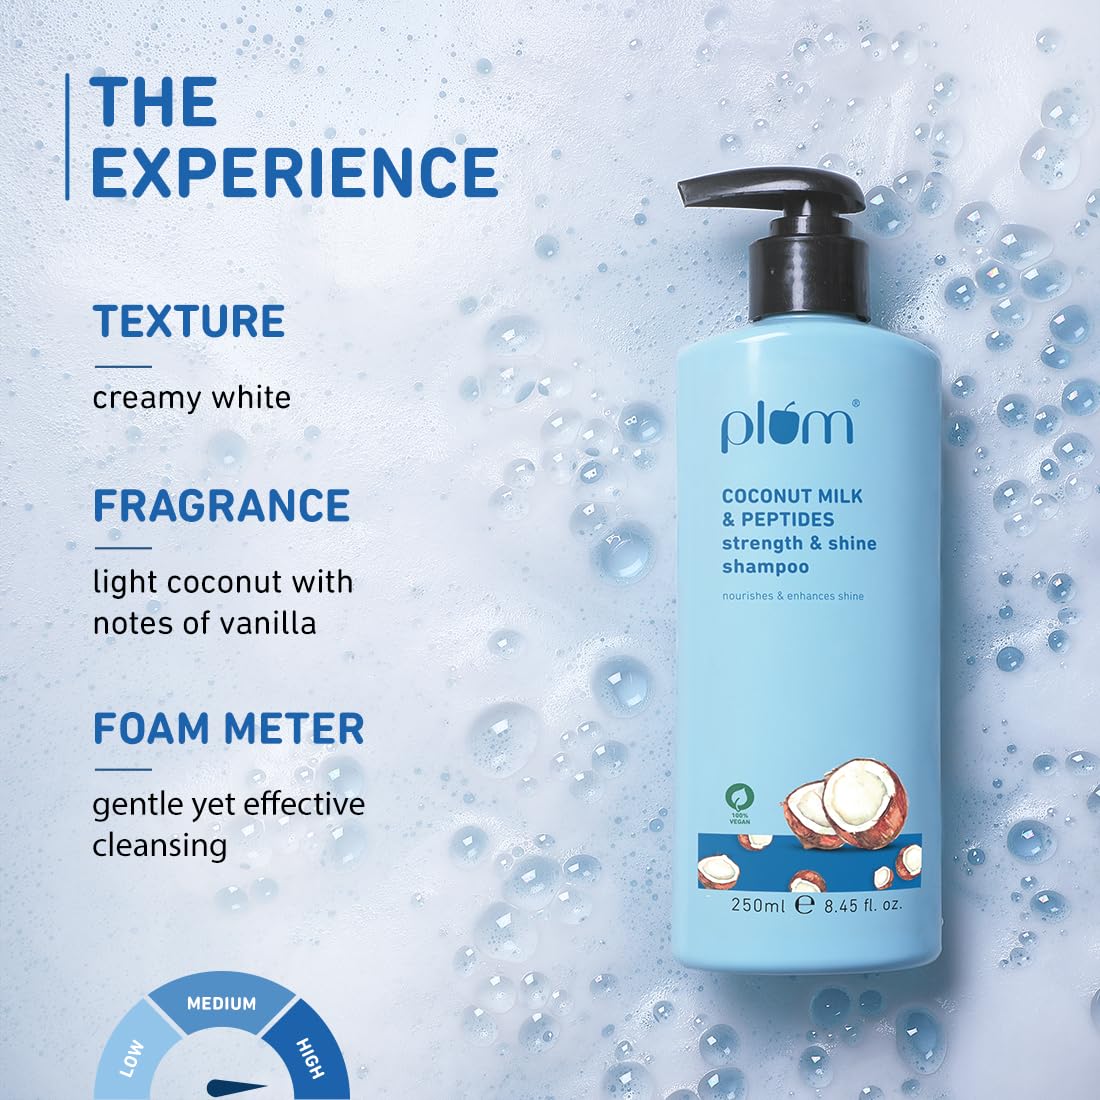 THE
EXPERIENCE
TEXTURE
creamy white
FRAGRANCE
light coconut with
notes of vanilla
FOAM METER
gentle yet effective
cleansing
LOW
MEDIUM
HIGH
plum®
COCONUT MILK
& PEPTIDES
strength & shine
shampoo
nourishes & enhances shine
100%
VEGAN
250ml e 8.45 fl. oz.